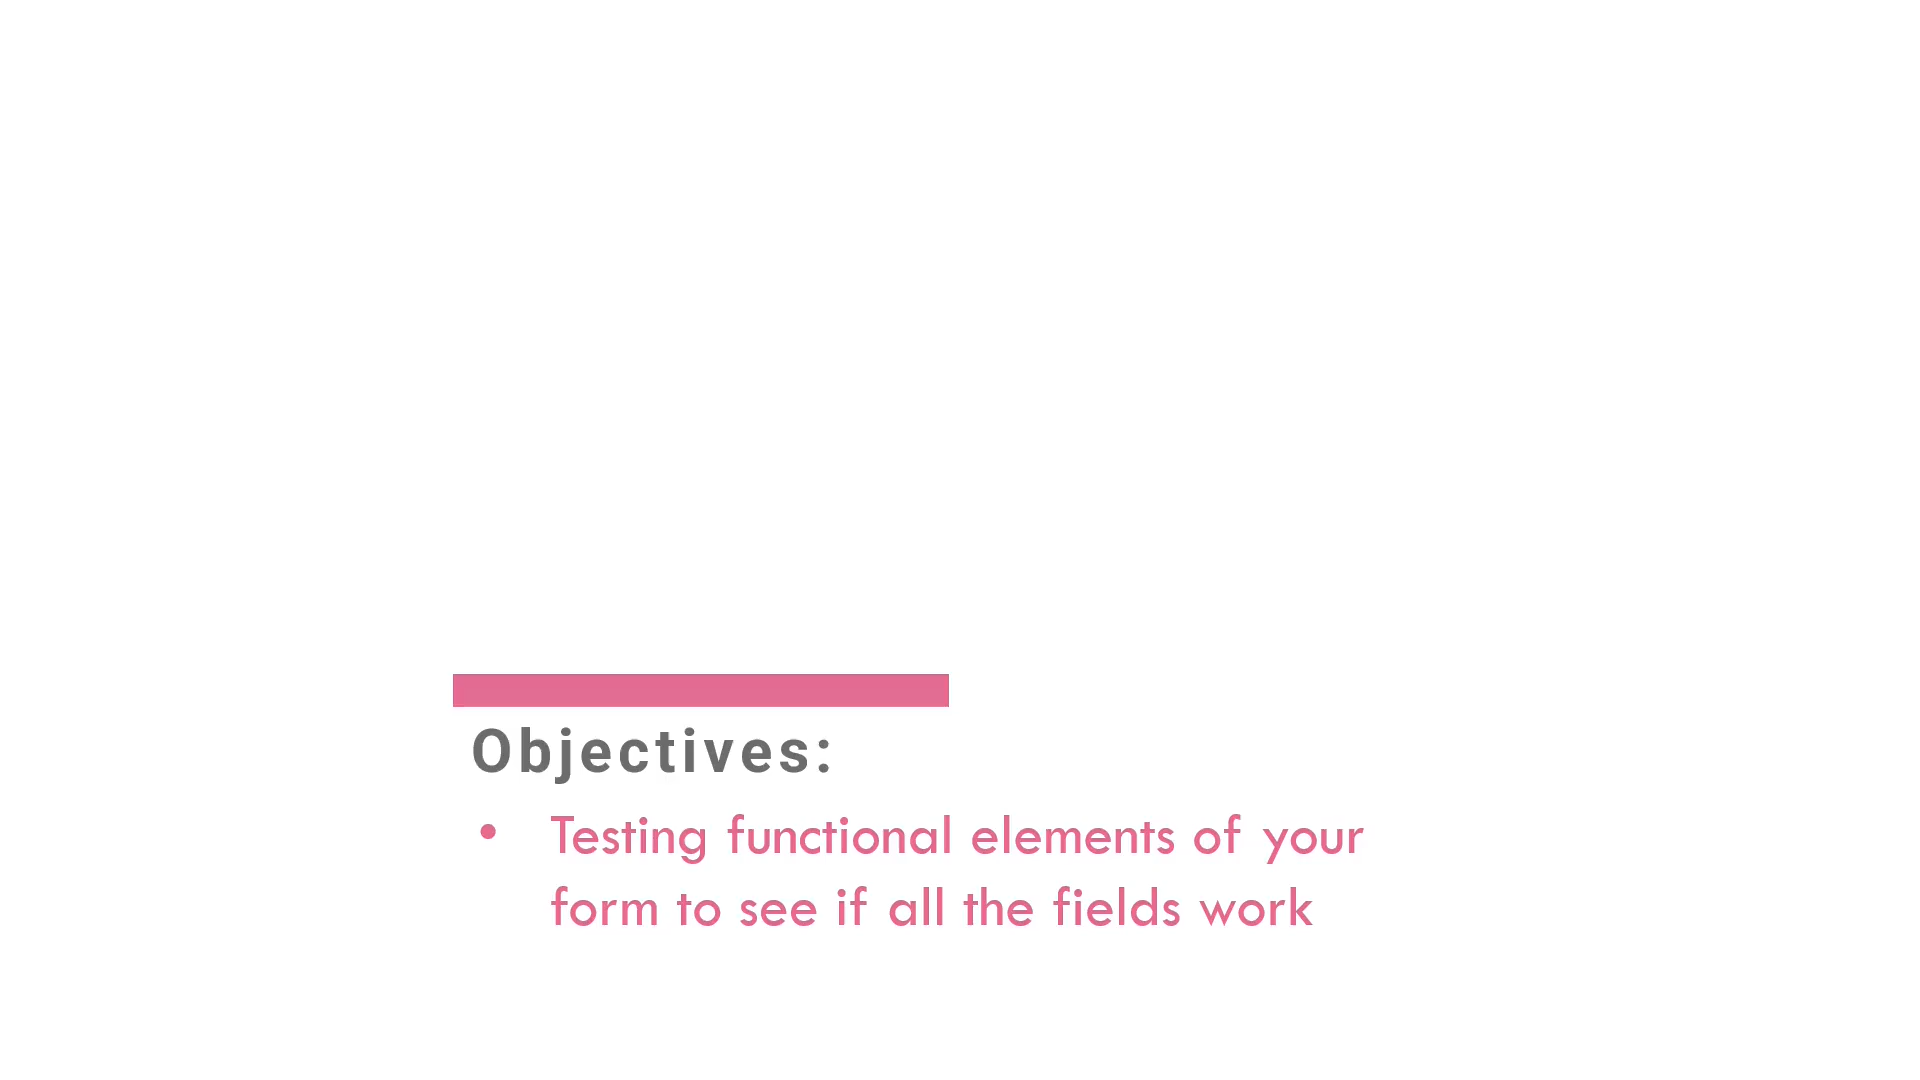 Objectives:
• Testing functional elements of your
form to see if all the fields work